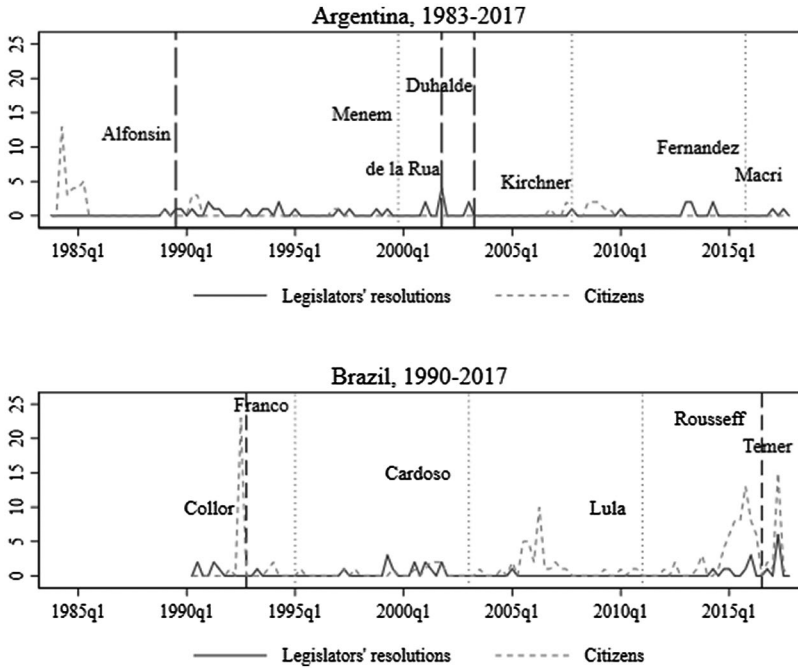 Argentina, 1983-2017
25
20
15
10
5
0
Alfonsin
Menem
Duhalde
de la Rua
Kirchner
Fernandez
Macri
1985q1 1990q1 1995q1 2000q1 2005q1 2010q1 2015q1
Legislators' resolutions Citizens
Brazil, 1990-2017
25
20
15
10
5
0
Franco
Collor
Cardoso
Lula
Rousseff
Temer
1985q1 1990q1 1995q1 2000q1 2005q1 2010q1 2015q1
Legislators' resolutions Citizens